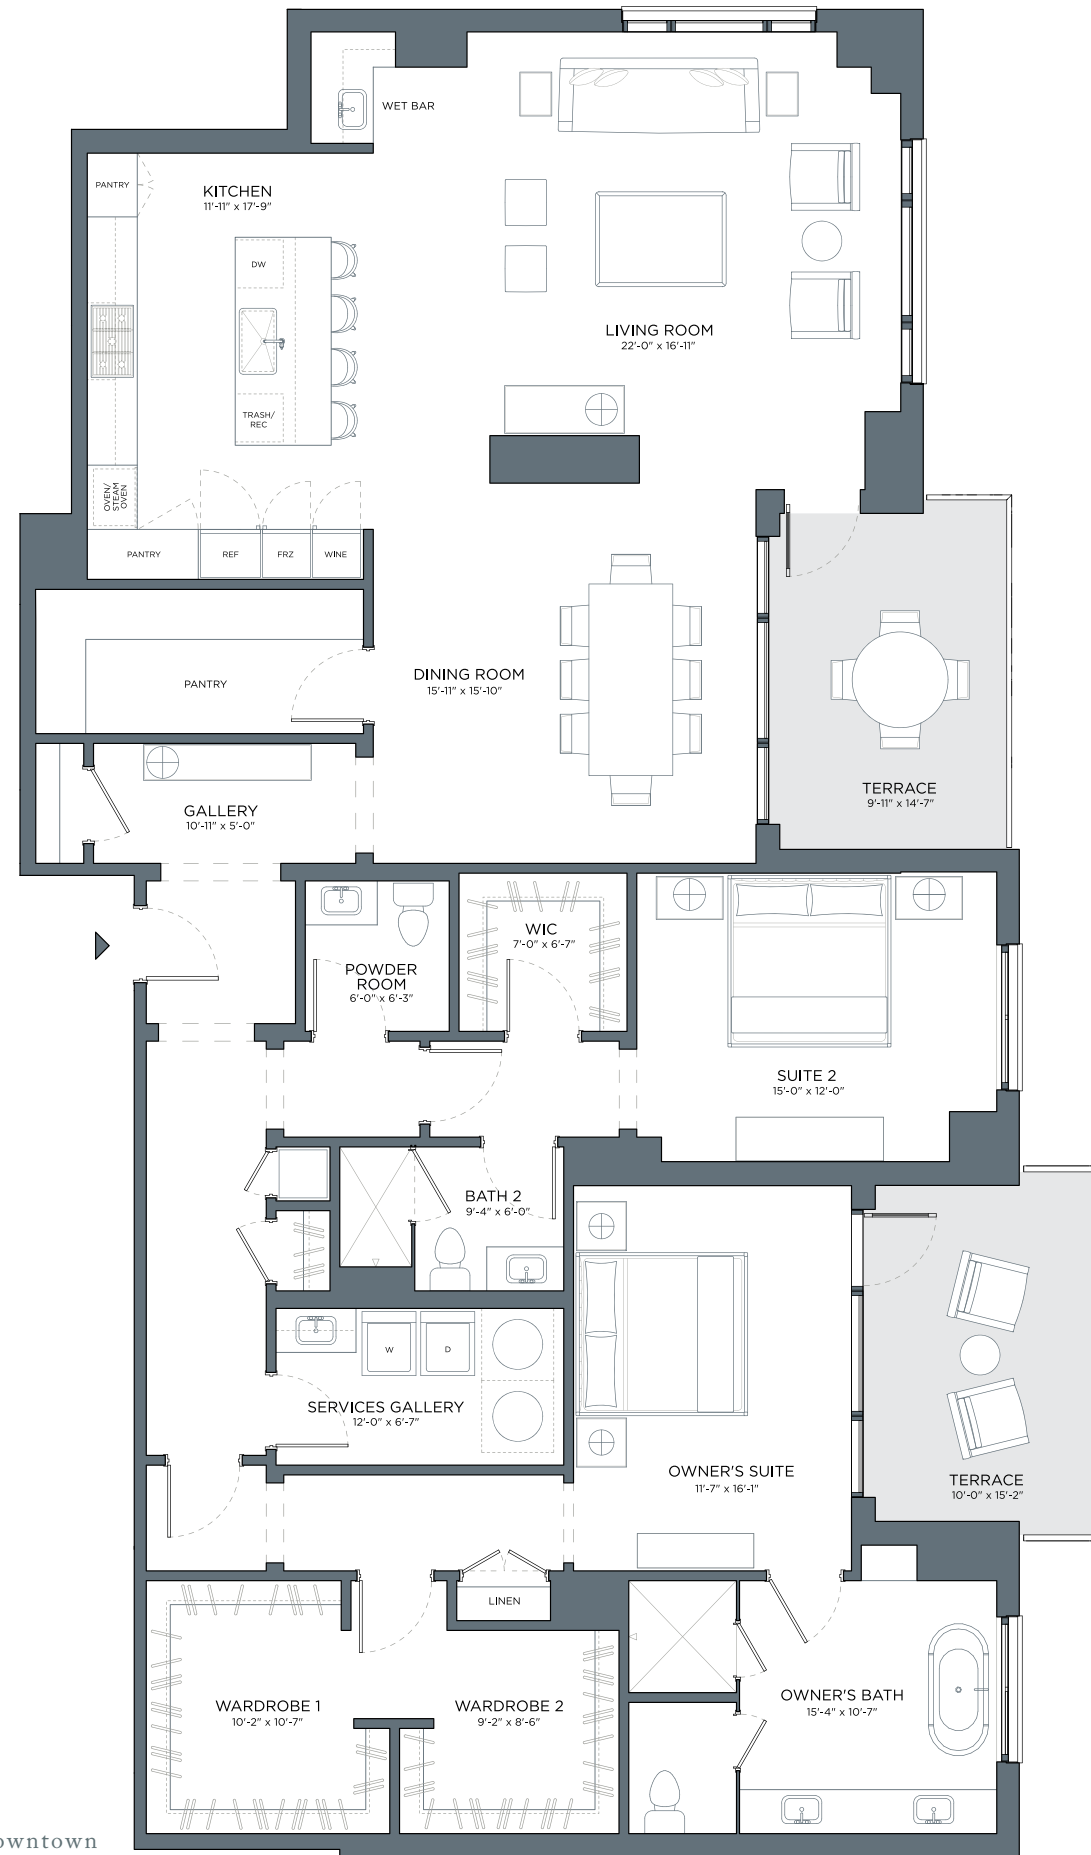 WET BAR
PANTRY
KITCHEN
11'-11" x 17'-9"
DW
LIVING ROOM
22'-0" x 16'-11"
TRASH/
REC
OVEN/
STEAM
OVEN
PANTRY
REF
FRZ
WINE
DINING ROOM
15'-11" x 15'-10"
PANTRY
TERRACE
9'-11" x 14'-7"
GALLERY
10'-11" x 5'-0"
WIC
7'-0" x 6'-7"
POWDER
ROOM
6'-0" x 6'-3"
SUITE 2
15'-0" x 12'-0"
BATH 2
9'-4" x 6'-0"
W
D
SERVICES GALLERY
12'-0" x 6'-7"
OWNER'S SUITE
11'-7" x 16'-1"
TERRACE
10'-0" x 15'-2"
LINEN
WARDROBE 1
10'-2" x 10'-7"
WARDROBE 2
9'-2" x 8'-6"
OWNER'S BATH
15'-4" x 10'-7"
owntown